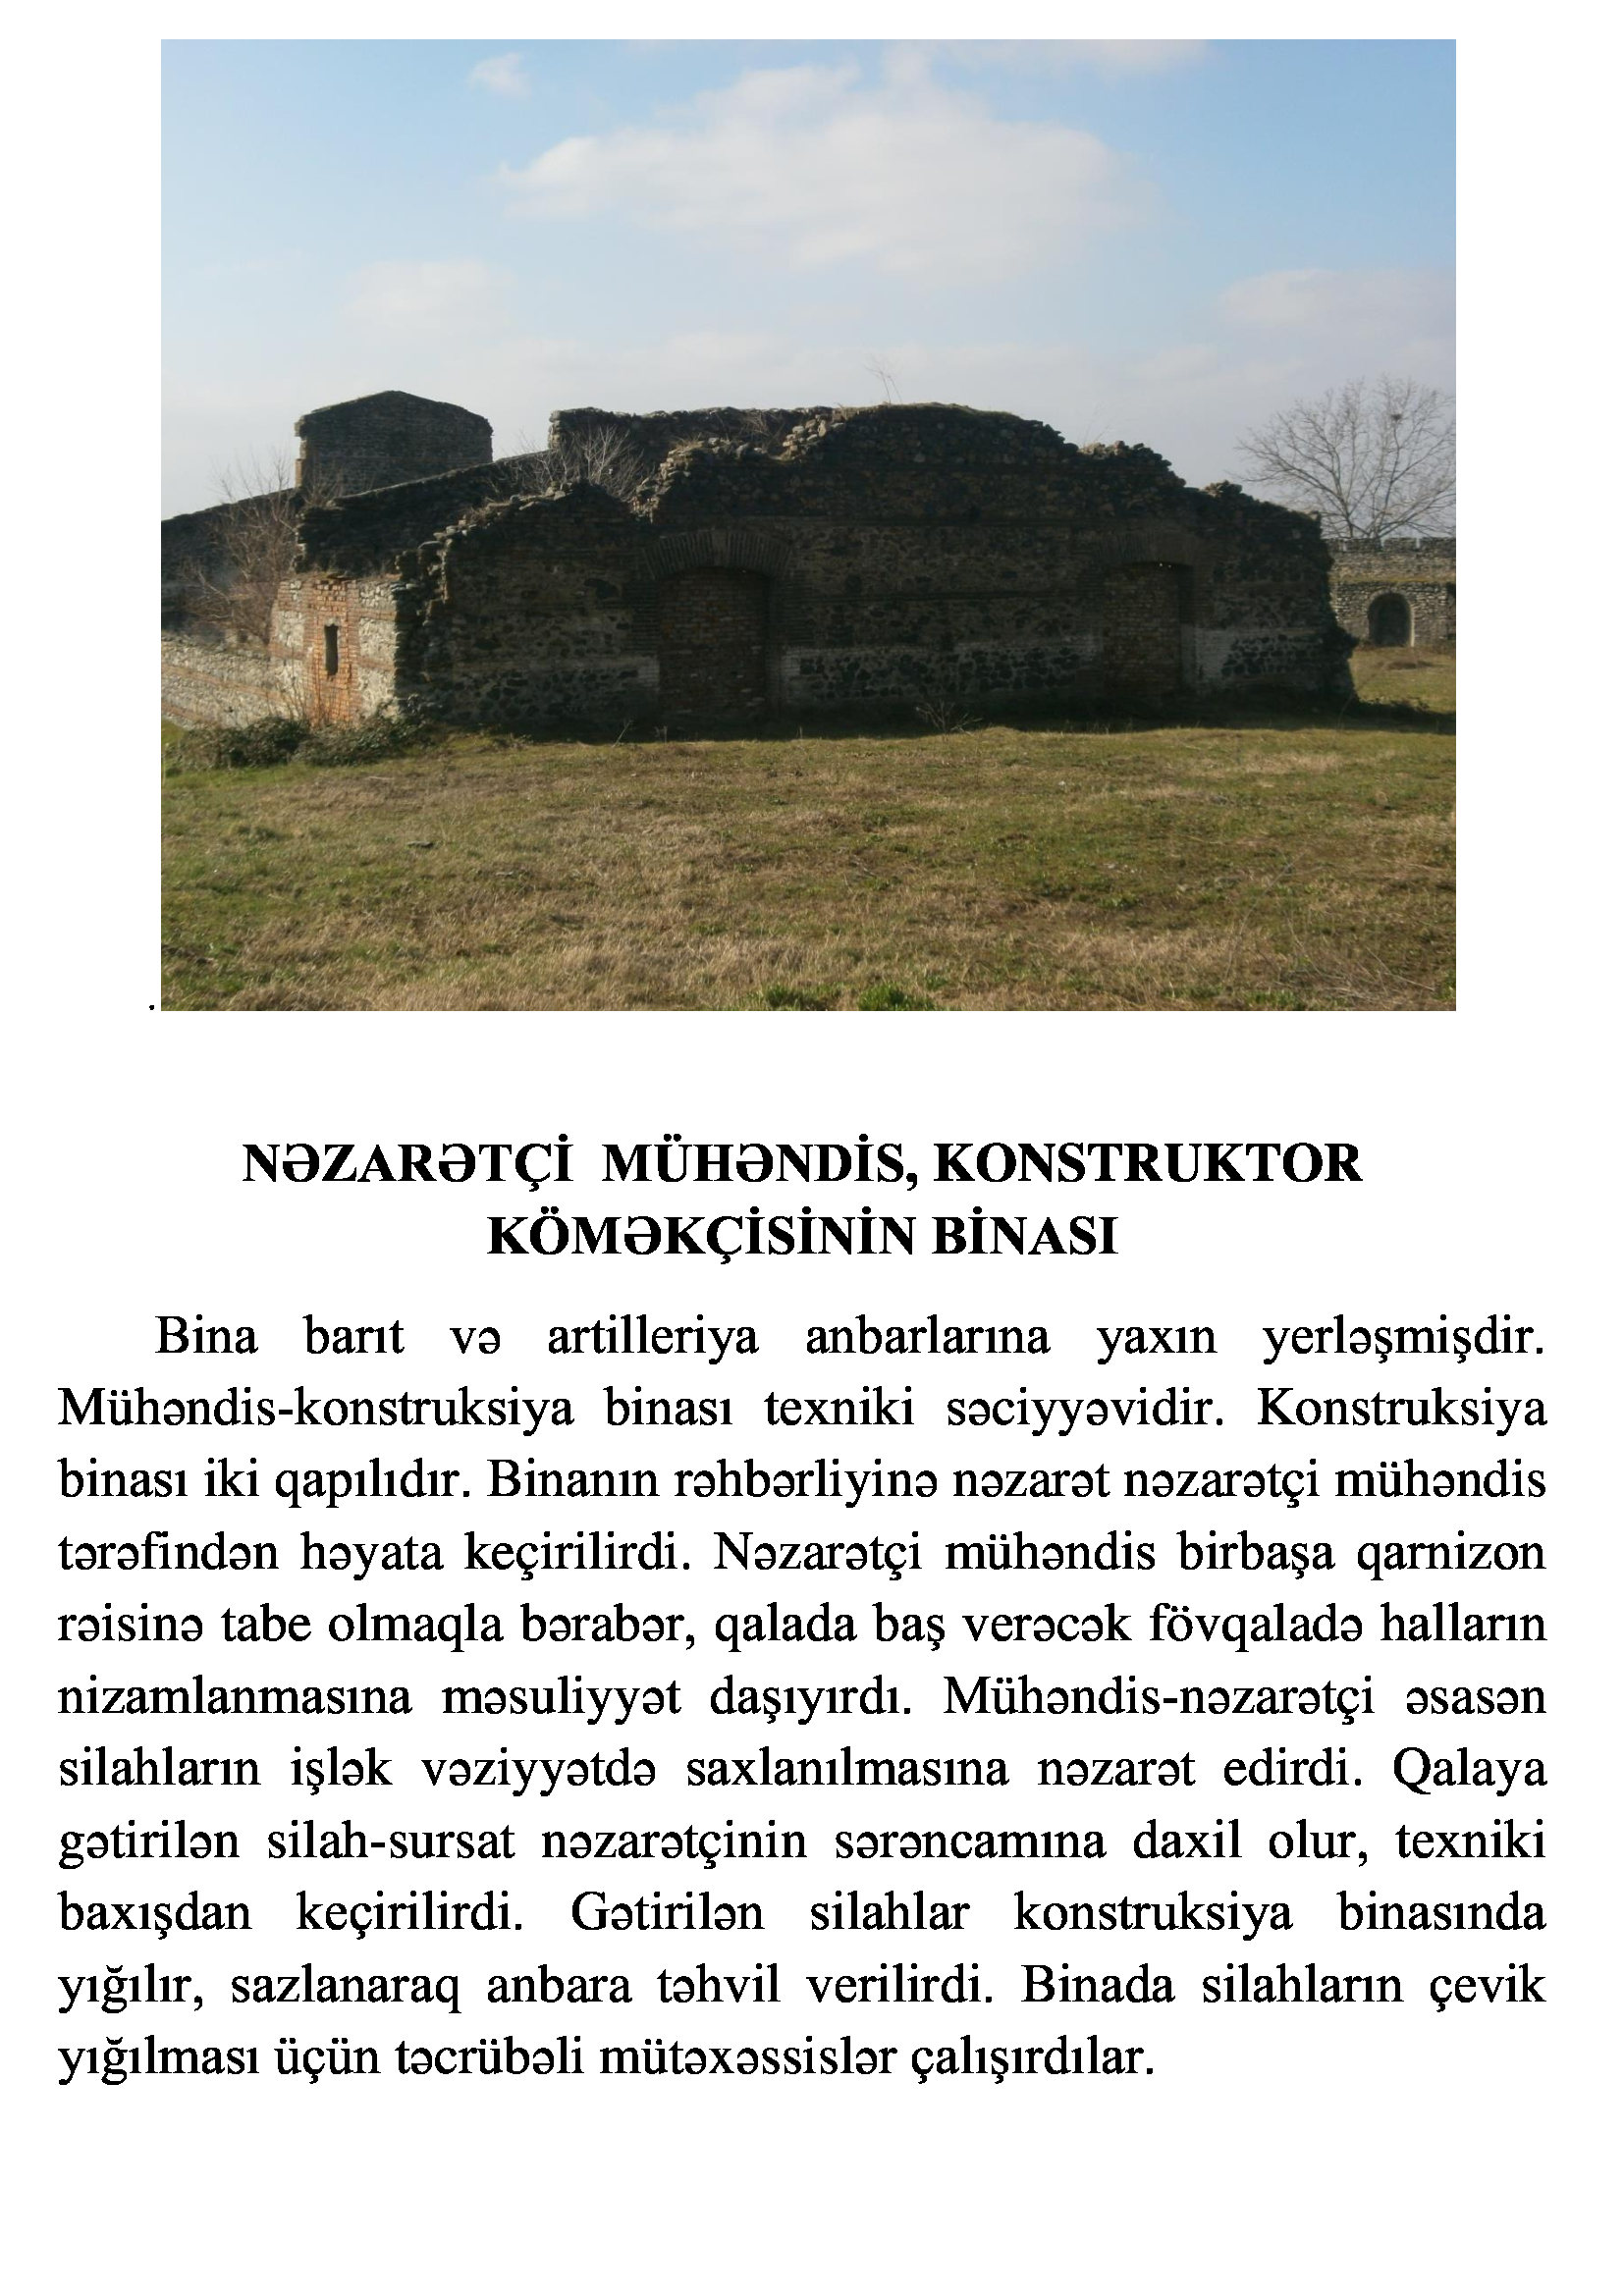 NƏZARƏTÇİ MÜHƏNDİS, KONSTRUKTOR
KÖMƏKÇİSİNİN BİNASI
Bina barıt və artilleriya anbarlarına yaxın yerləşmişdir.
Mühəndis-konstruksiya binası texniki səciyyəvidir. Konstruksiya
binası iki qapılıdır. Binanın rəhbərliyinə nəzarət nəzarətçi mühəndis
tərəfindən həyata keçirilirdi. Nəzarətçi mühəndis birbaşa qarnizon
rəisinə tabe olmaqla bərabər, qalada baş verəcək fövqaladə halların
nizamlanmasına məsuliyyət daşıyırdı. Mühəndis-nəzarətçi əsasən
silahların işlək vəziyyətdə saxlanılmasına nəzarət edirdi. Qalaya
gətirilən silah-sursat nəzarətçinin sərəncamına daxil olur, texniki
baxışdan keçirilirdi. Gətirilən silahlar konstruksiya binasında
yığılır, sazlanaraq anbara təhvil verilirdi. Binada silahların çevik
yığılması üçün təcrübəli mütəxəssislər çalışırdılar.